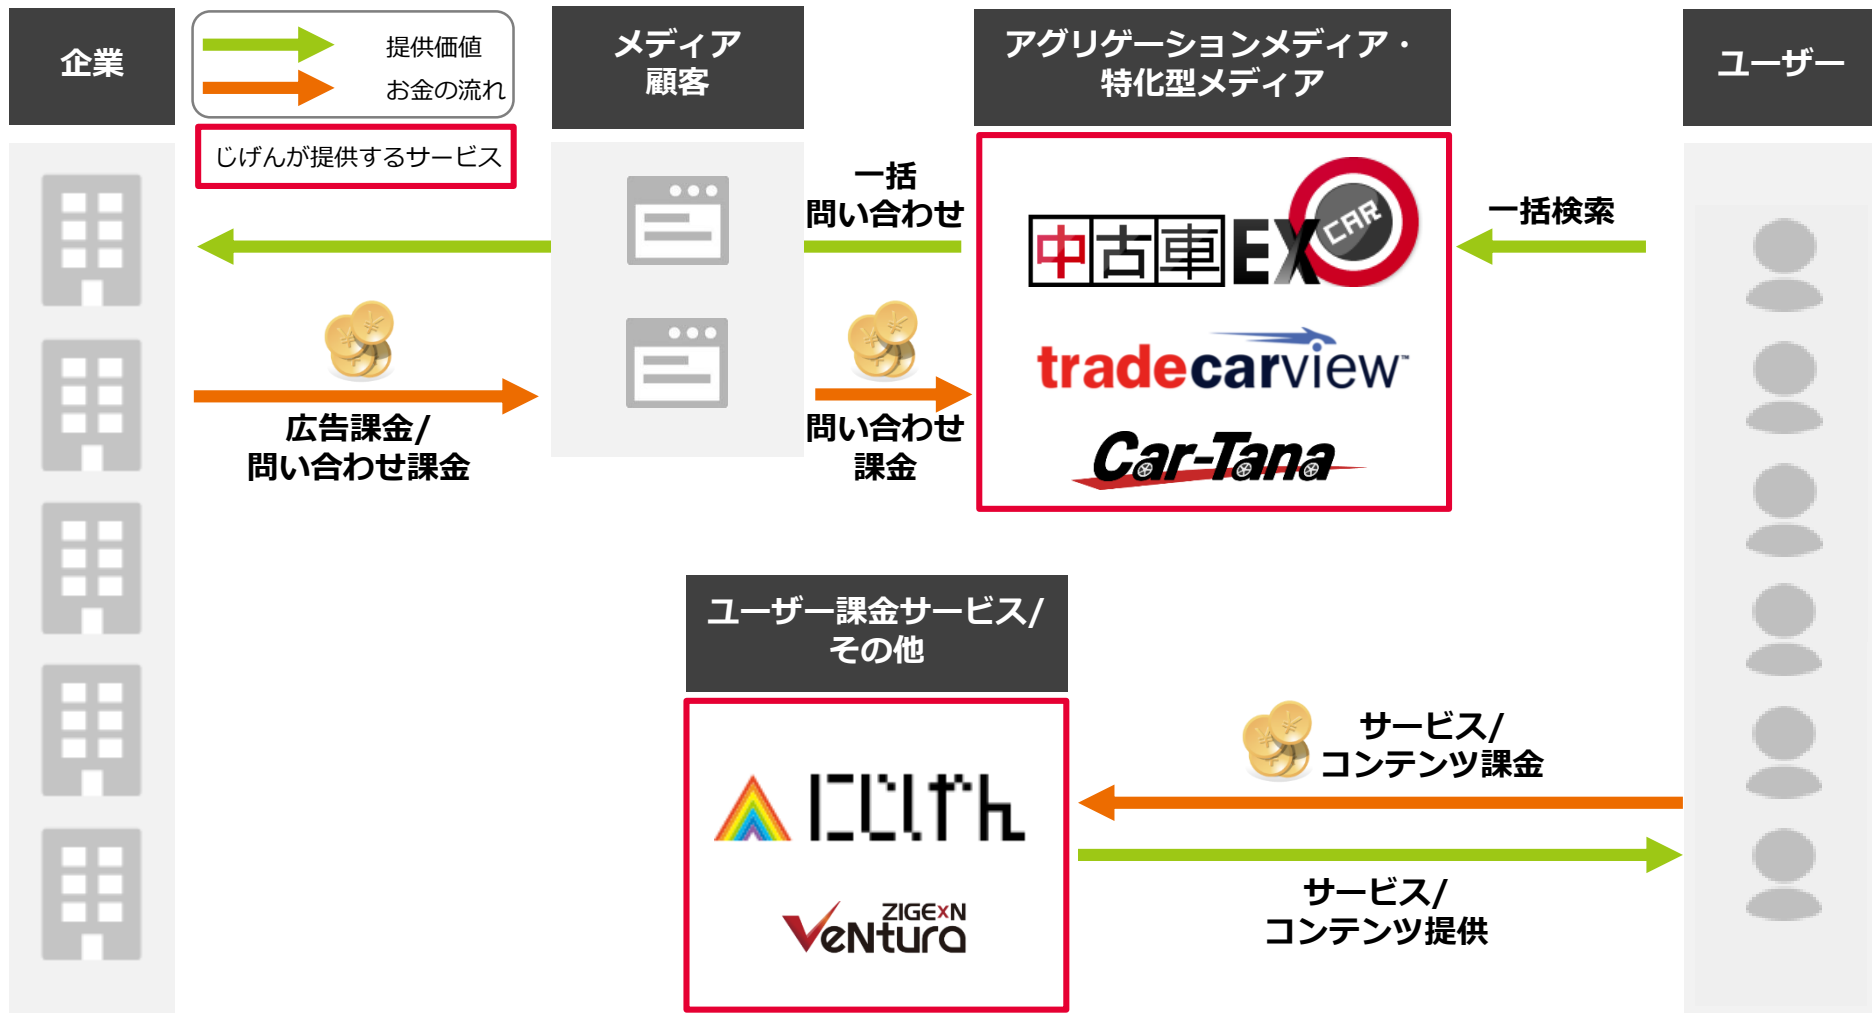 企業
提供価値
お金の流れ
じげんが提供するサービス
メディア
顧客
アグリゲーションメディア・
特化型メディア
ユーザー
一括
問い合わせ
一括検索
中古車EX
CAR
tradecarview™
Car-Tana
広告課金/
問い合わせ課金
問い合わせ
課金
ユーザー課金サービス/
その他
にじげん
ZIGExN
VeNtura
サービス/
コンテンツ課金
サービス/
コンテンツ提供